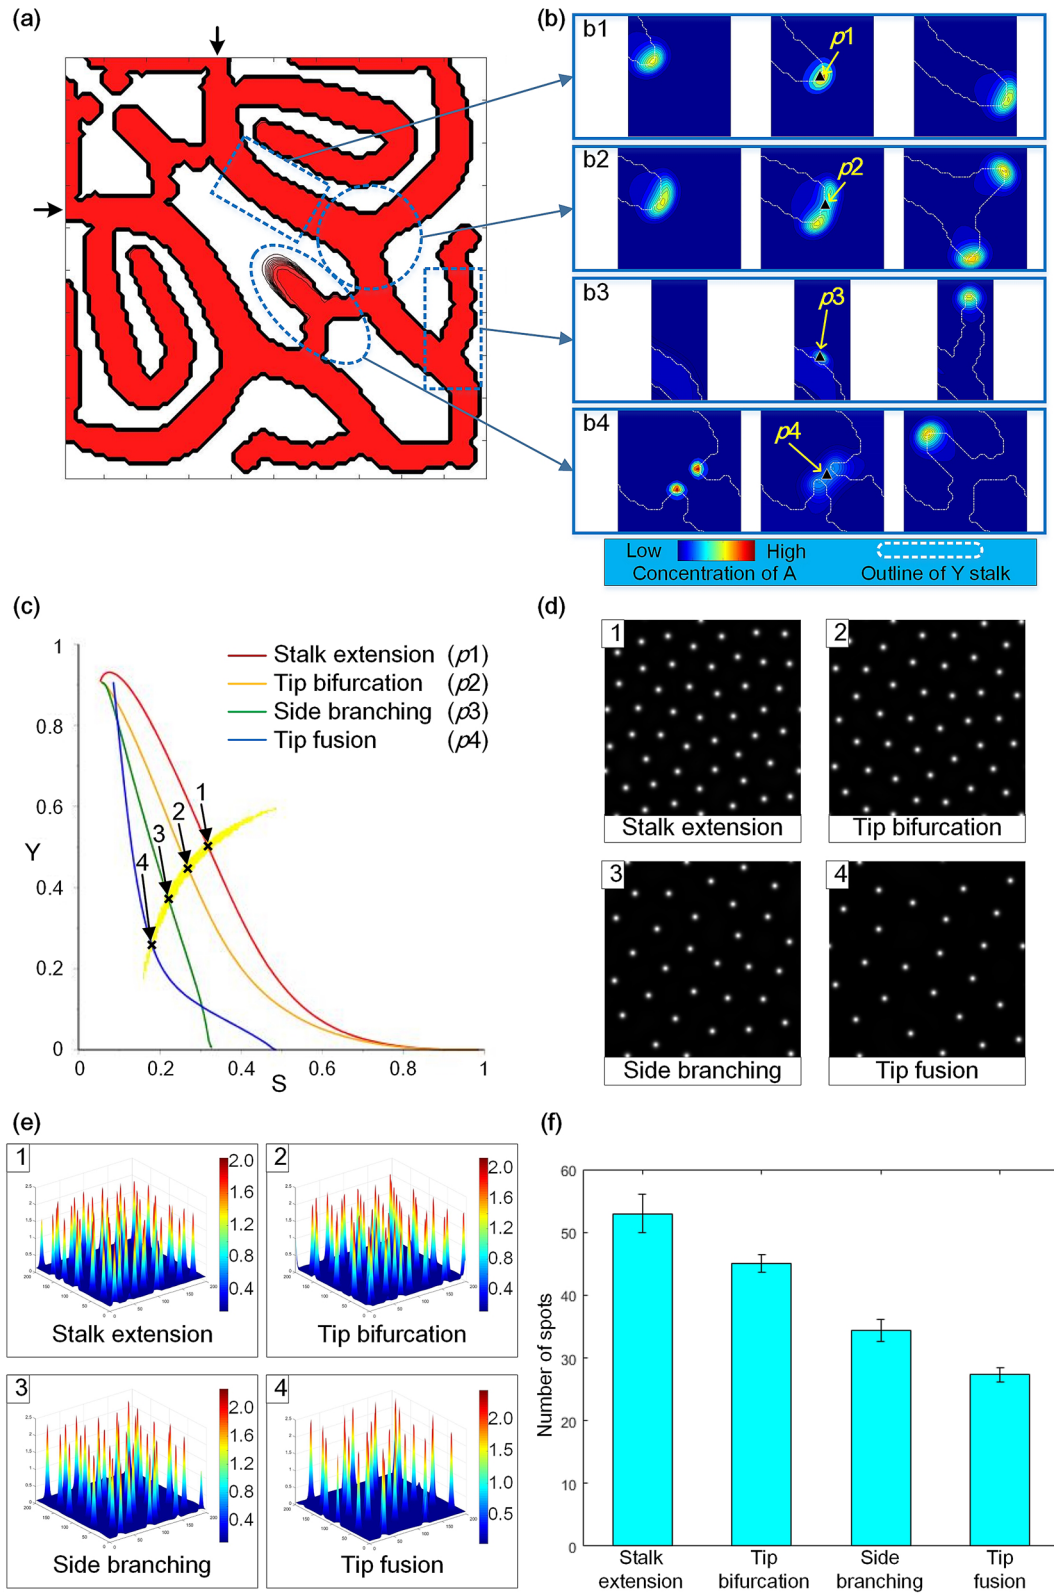 (a)
(b)
b1
p1
b2
p2
b3
p3
b4
p4
Low High
Concentration of A
Outline of Y stalk
(c)
1
0.8
0.6
0.4
0.2
0
Y
0 0.2 0.4 0.6 0.8 1
S
Stalk extension (p1)
Tip bifurcation (p2)
Side branching (p3)
Tip fusion (p4)
1
2
3
4
(d)
1
Stalk extension
2
Tip bifurcation
3
Side branching
4
Tip fusion
(e)
1
2.0
1.6
1.2
0.8
0.4
Stalk extension
2
2.0
1.6
1.2
0.8
0.4
Tip bifurcation
3
2.0
1.6
1.2
0.8
0.4
Side branching
4
2.0
1.5
1.0
0.5
Tip fusion
(f)
60
50
40
30
20
10
0
Number of spots
Stalk extension
Tip bifurcation
Side branching
Tip fusion